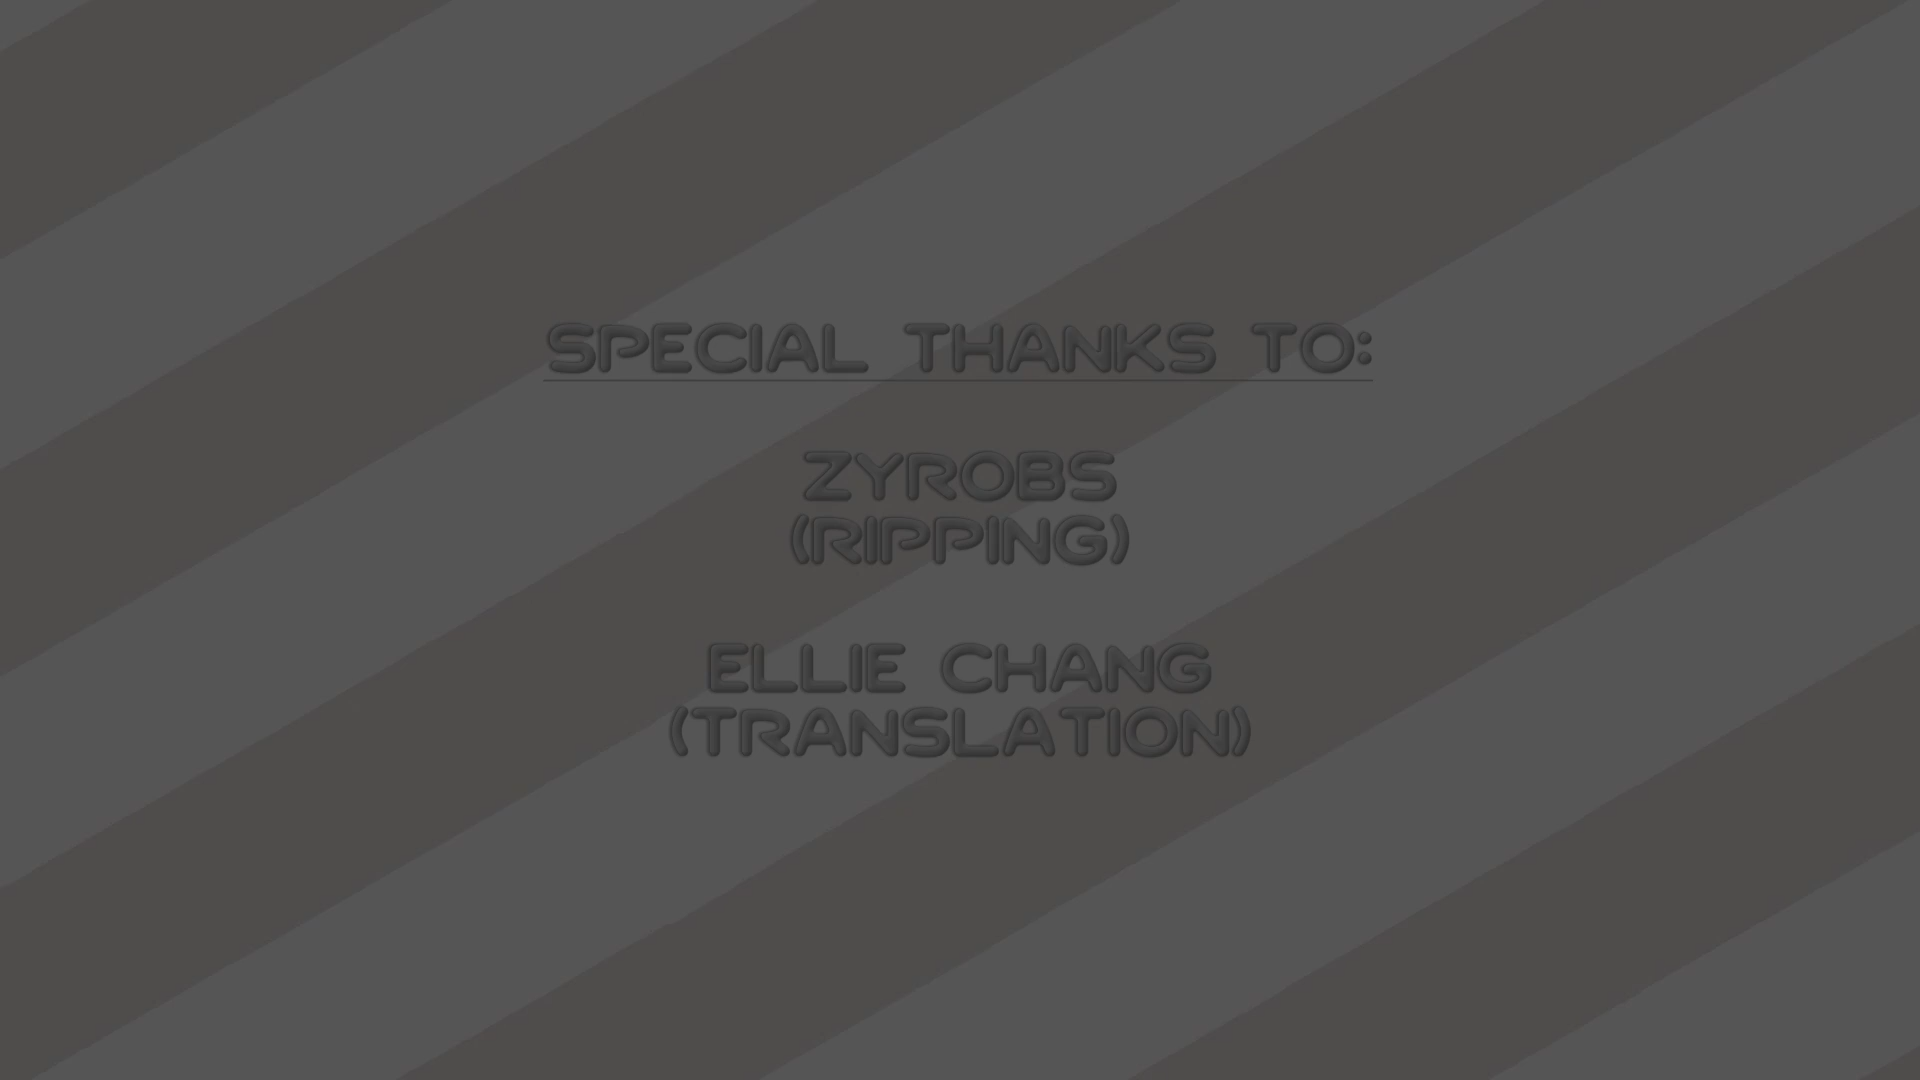 SPECIAL THANKS TO:
ZYROBS
(RIPPING)
ELLIE CHANG
(TRANSLATION)